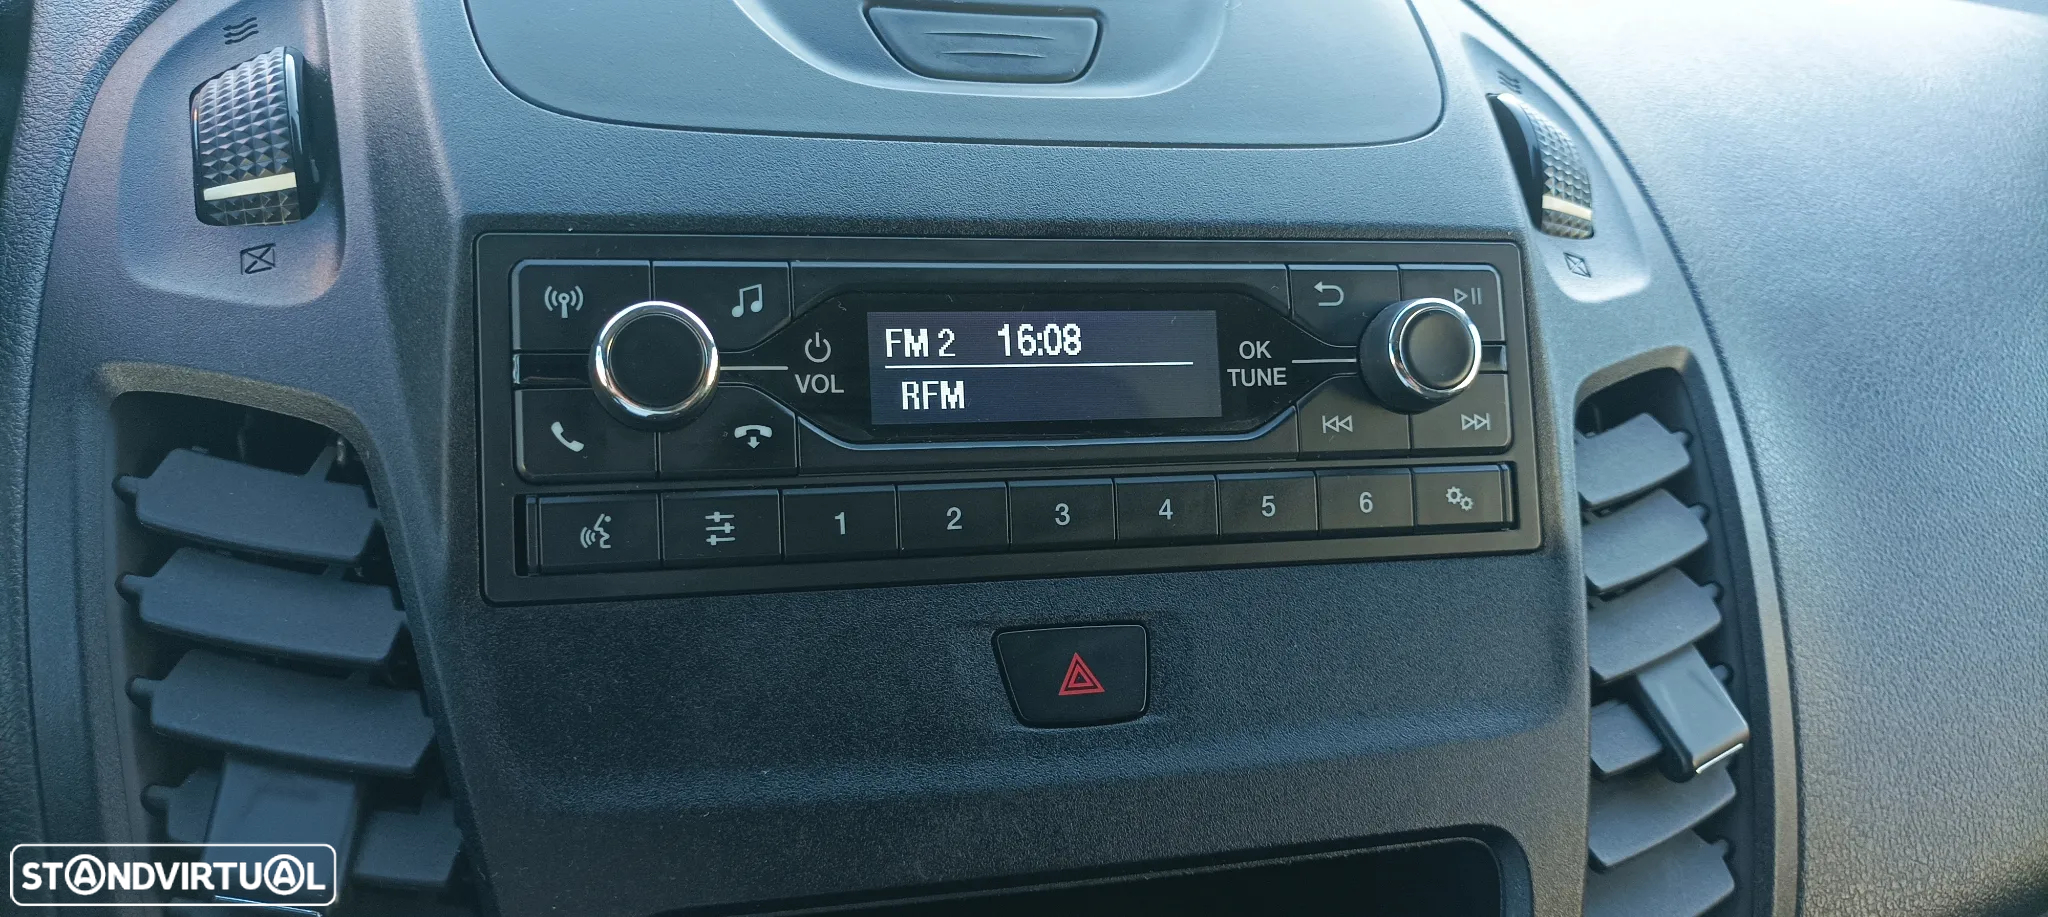 FM 2 16:08
RFM
VOL
OK
TUNE
1 2 3 4 5 6
STANDVIRTUAL